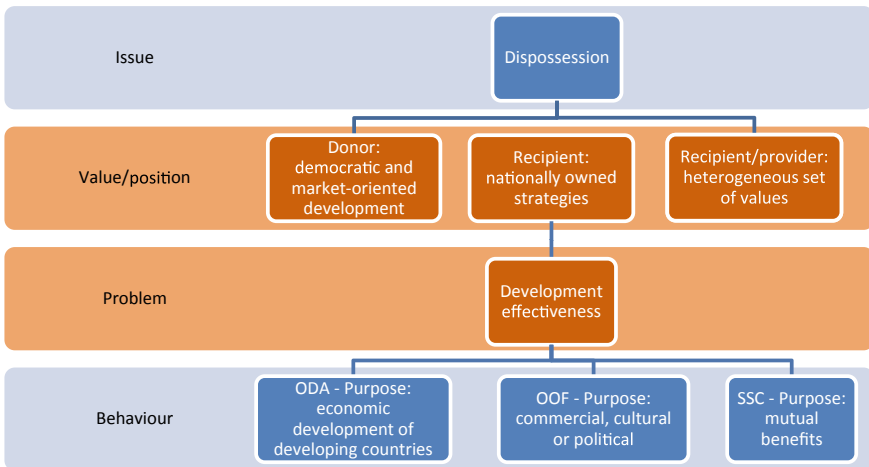 Issue
Dispossession
Value/position
Donor:
democratic and
market-oriented
development
Recipient:
nationally owned
strategies
Recipient/provider:
heterogeneous set
of values
Problem
Development
effectiveness
Behaviour
ODA - Purpose:
economic
development of
developing countries
OOF - Purpose:
commercial, cultural
or political
SSC - Purpose:
mutual
benefits